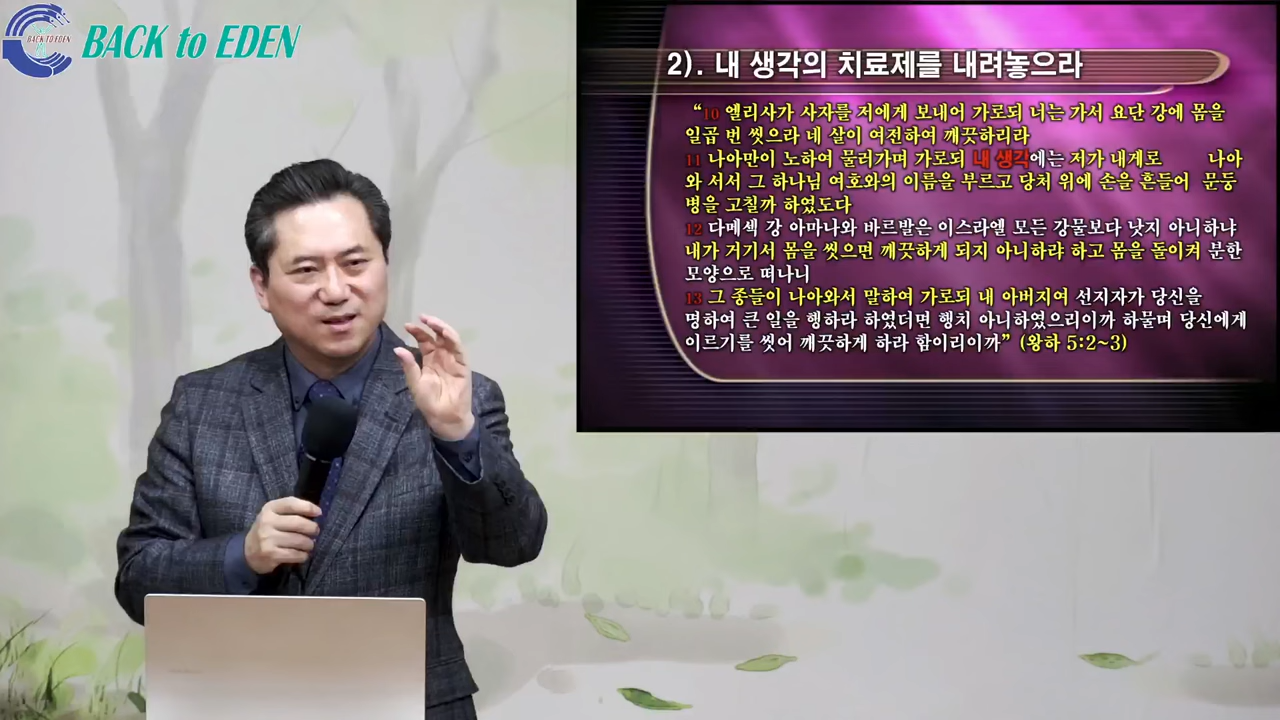 BACK TO EDEN
BACK to EDEN
2). 내 생각의 치료제를 내려놓으라
“10 엘리사가 사자를 저에게 보내어 가로되 너는 가서 요단 강에 몸을
일곱 번 씻으라 네 살이 여전하여 깨끗하리라
11 나아만이 노하여 물러가며 가로되 내 생각에는 저가 내게로 나아
와 서서 그 하나님 여호와의 이름을 부르고 당처 위에 손을 흔들어 문둥
병을 고칠까 하였도다
12 다메섹 강 아마나와 바르발은 이스라엘 모든 강물보다 낫지 아니하냐
내가 거기서 몸을 씻으면 깨끗하게 되지 아니하랴 하고 몸을 돌이켜 분한
모양으로 떠나니
13 그 종들이 나아와서 말하여 가로되 내 아버지여 선지자가 당신을
명하여 큰 일을 행하라 하였더면 행치 아니하였으리이까 하물며 당신에게
이르기를 씻어 깨끗하게 하라 함이리이까” (왕하 5:2~3)